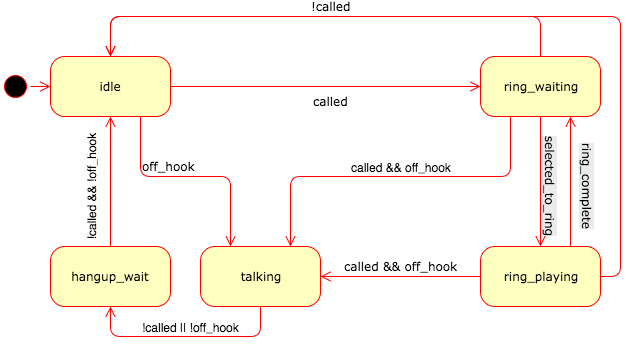 !called
idle
ring_waiting
called
off_hook
called && off_hook
!called && !off_hook
selected_to_ring
ring_complete
hangup_wait
talking
called && off_hook
ring_playing
!called || !off_hook